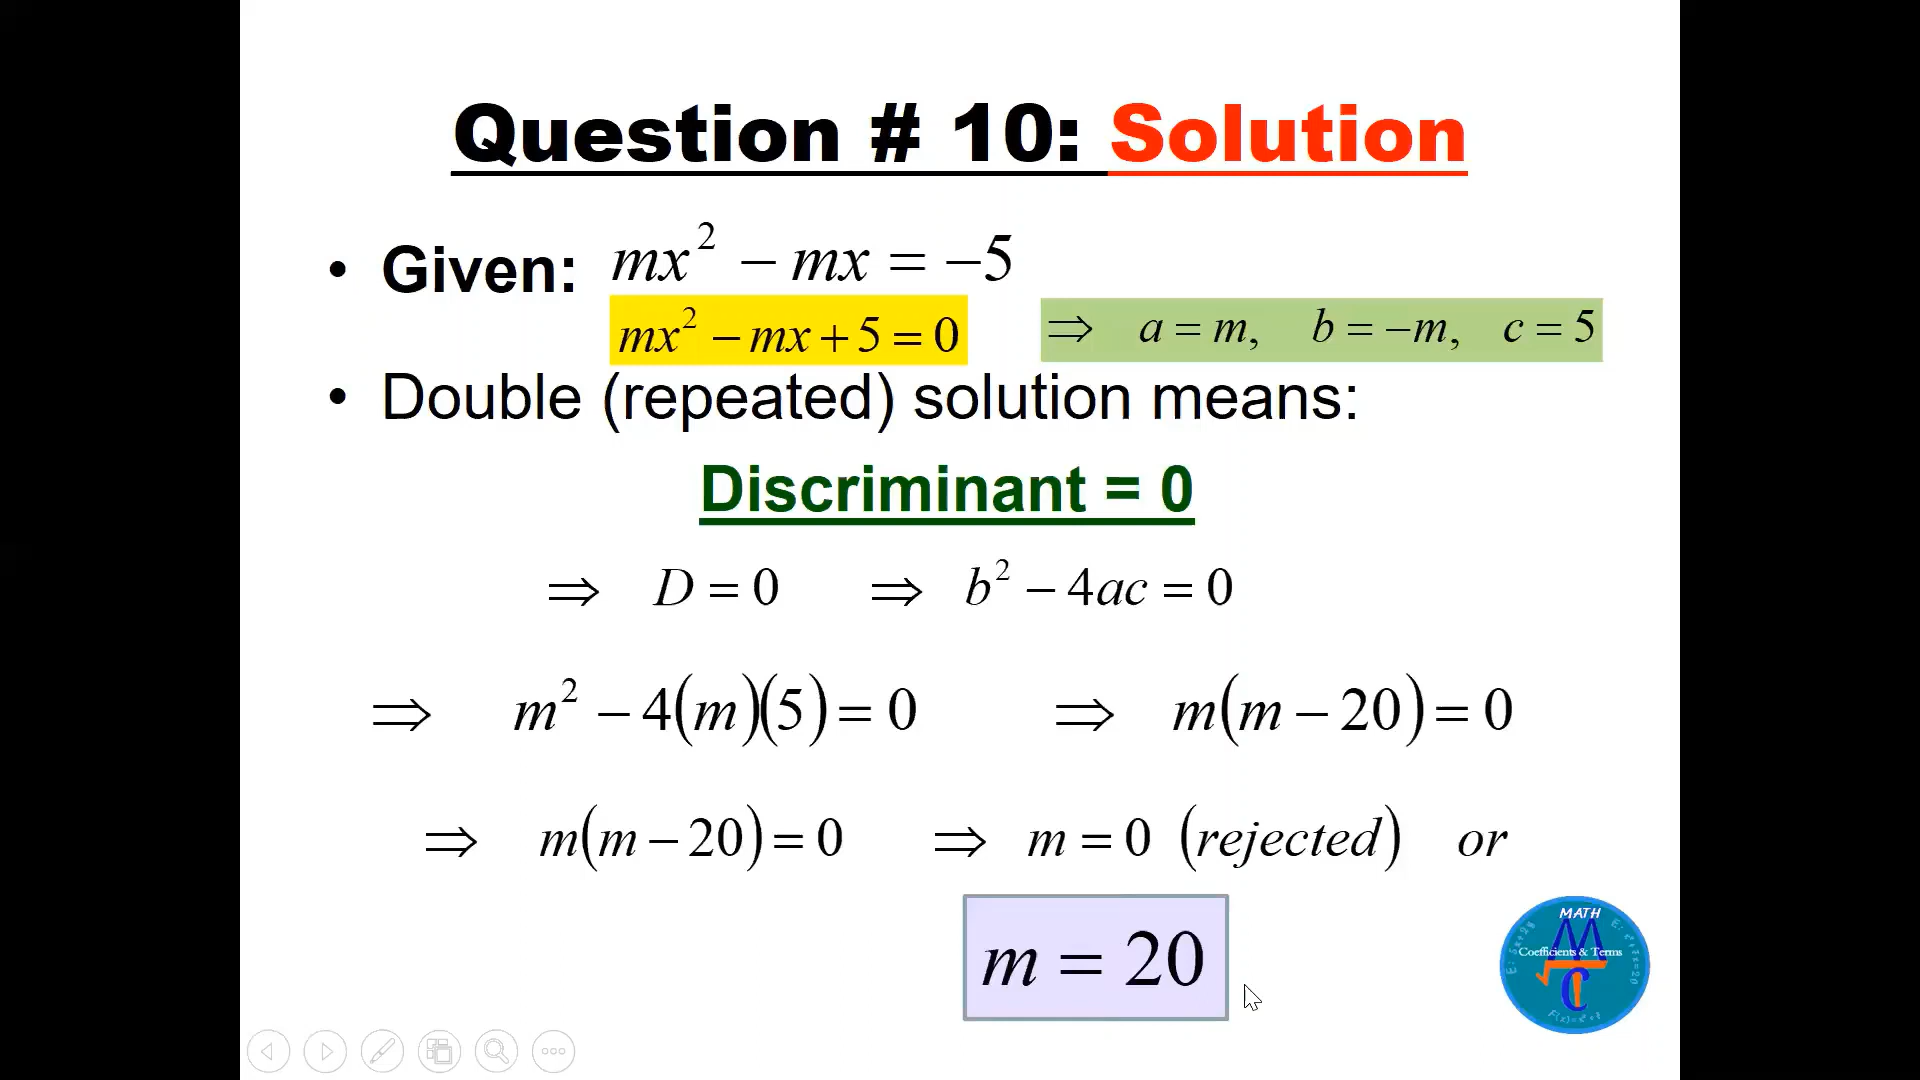 Question # 10: Solution
• Given: mx² − mx = −5
mx² − mx + 5 = 0 ⇒ a = m, b = −m, c = 5
• Double (repeated) solution means:
Discriminant = 0
⇒ D = 0 ⇒ b² − 4ac = 0
⇒ m² − 4(m)(5) = 0 ⇒ m(m − 20) = 0
⇒ m(m − 20) = 0 ⇒ m = 0 (rejected) or
m = 20
MATH
Coefficients & Terms